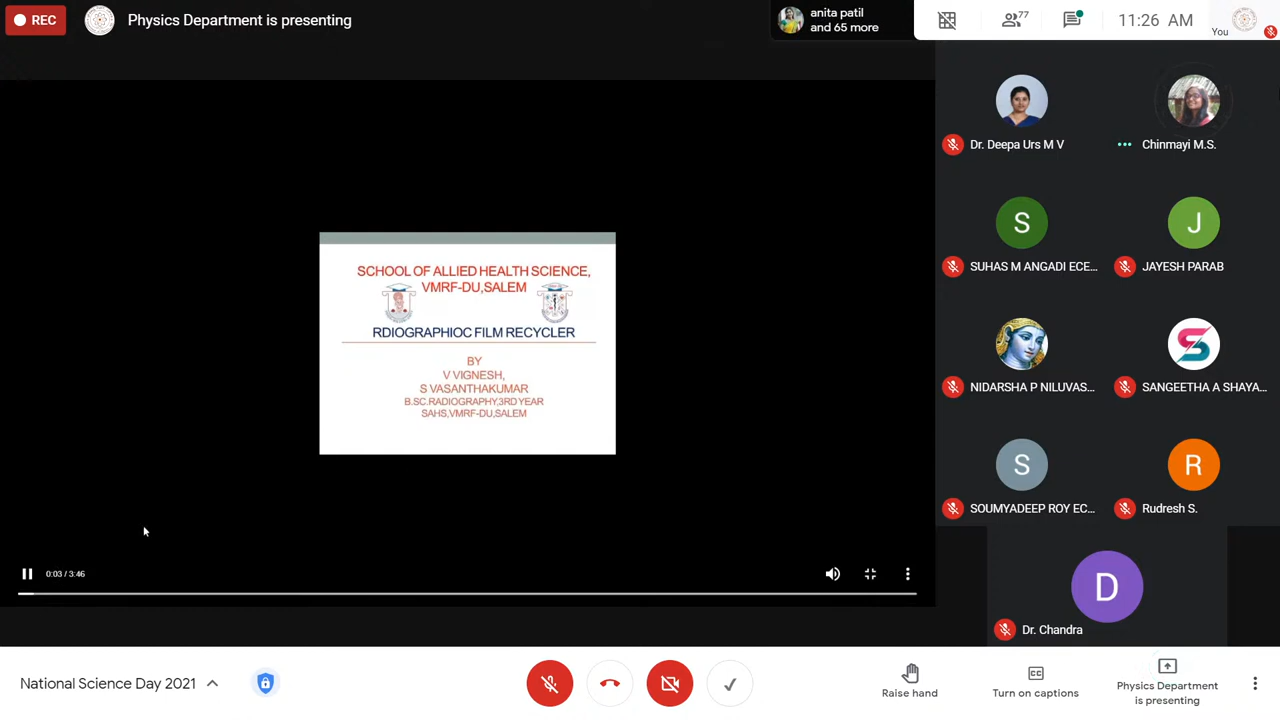 REC
Physics Department is presenting
anita patil
and 65 more
77
11:26 AM
You
Dr. Deepa Urs M V
Chinmayi M.S.
S
SUHAS M ANGADI ECE...
J
JAYESH PARAB
NIDARSHA P NILUVAS...
SANGEETHA A SHAYA...
S
SOUMYADEEP ROY EC...
R
Rudresh S.
D
Dr. Chandra
SCHOOL OF ALLIED HEALTH SCIENCE,
VMRF-DU,SALEM
RDIOGRAPHIOC FILM RECYCLER
BY
V VIGNESH,
S VASANTHAKUMAR
B.SC.RADIOGRAPHY,3RD YEAR
SAHS,VMRF-DU,SALEM
0:03 / 3:46
National Science Day 2021
Raise hand
CC
Turn on captions
Physics Department
is presenting